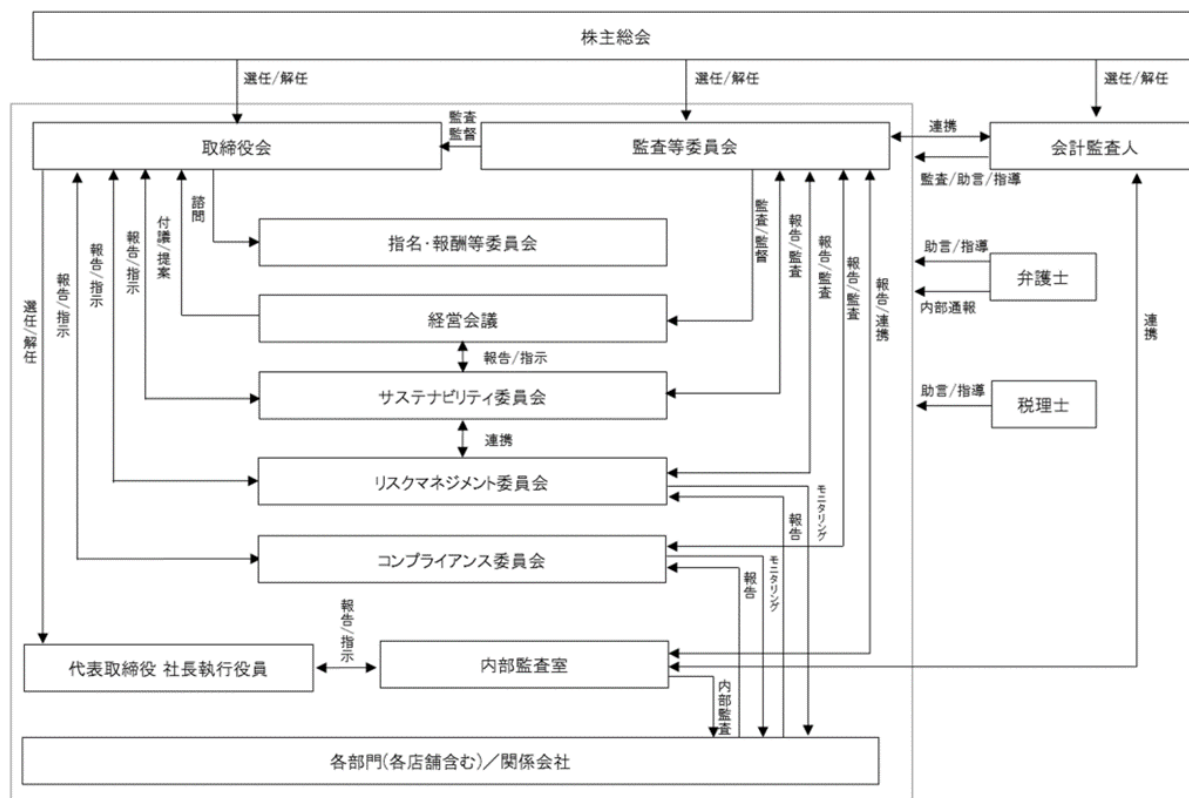 株主総会
選任/解任
選任/解任
選任/解任
取締役会
監査
監督
監査等委員会
連携
会計監査人
監査/助言/指導
諮問
付議/提案
報告/指示
報告/指示
報告/指示
選任/解任
指名・報酬等委員会
監査/監督
報告/監査
報告/監査
報告/監査
報告/連携
助言/指導
弁護士
内部通報
連携
経営会議
報告/指示
サステナビリティ委員会
助言/指導
税理士
連携
リスクマネジメント委員会
モニタリング
報告
コンプライアンス委員会
モニタリング
報告
報告/指示
代表取締役 社長執行役員
内部監査室
内部監査
各部門(各店舗含む)/関係会社